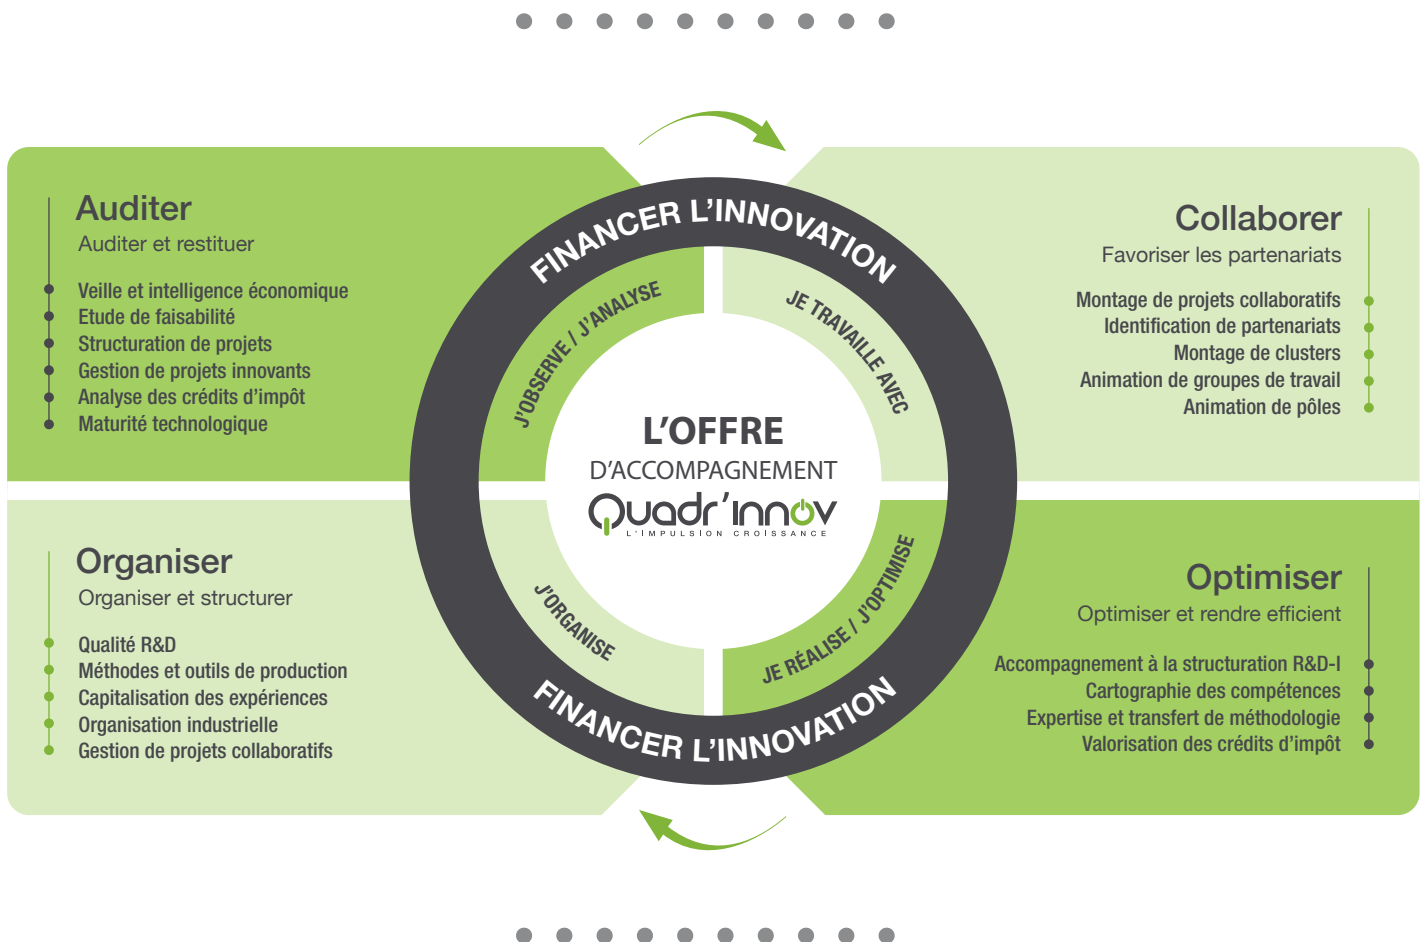 Auditer
Auditer et restituer
Veille et intelligence économique
Etude de faisabilité
Structuration de projets
Gestion de projets innovants
Analyse des crédits d'impôt
Maturité technologique
Collaborer
Favoriser les partenariats
Montage de projets collaboratifs
Identification de partenariats
Montage de clusters
Animation de groupes de travail
Animation de pôles
FINANCER L'INNOVATION
J'OBSERVE / J'ANALYSE
JE TRAVAILLE AVEC
L'OFFRE
D'ACCOMPAGNEMENT
Quadr'innov
L'IMPULSION CROISSANCE
J'ORGANISE
JE RÉALISE / J'OPTIMISE
FINANCER L'INNOVATION
Organiser
Organiser et structurer
Qualité R&D
Méthodes et outils de production
Capitalisation des expériences
Organisation industrielle
Gestion de projets collaboratifs
Optimiser
Optimiser et rendre efficient
Accompagnement à la structuration R&D-I
Cartographie des compétences
Expertise et transfert de méthodologie
Valorisation des crédits d'impôt